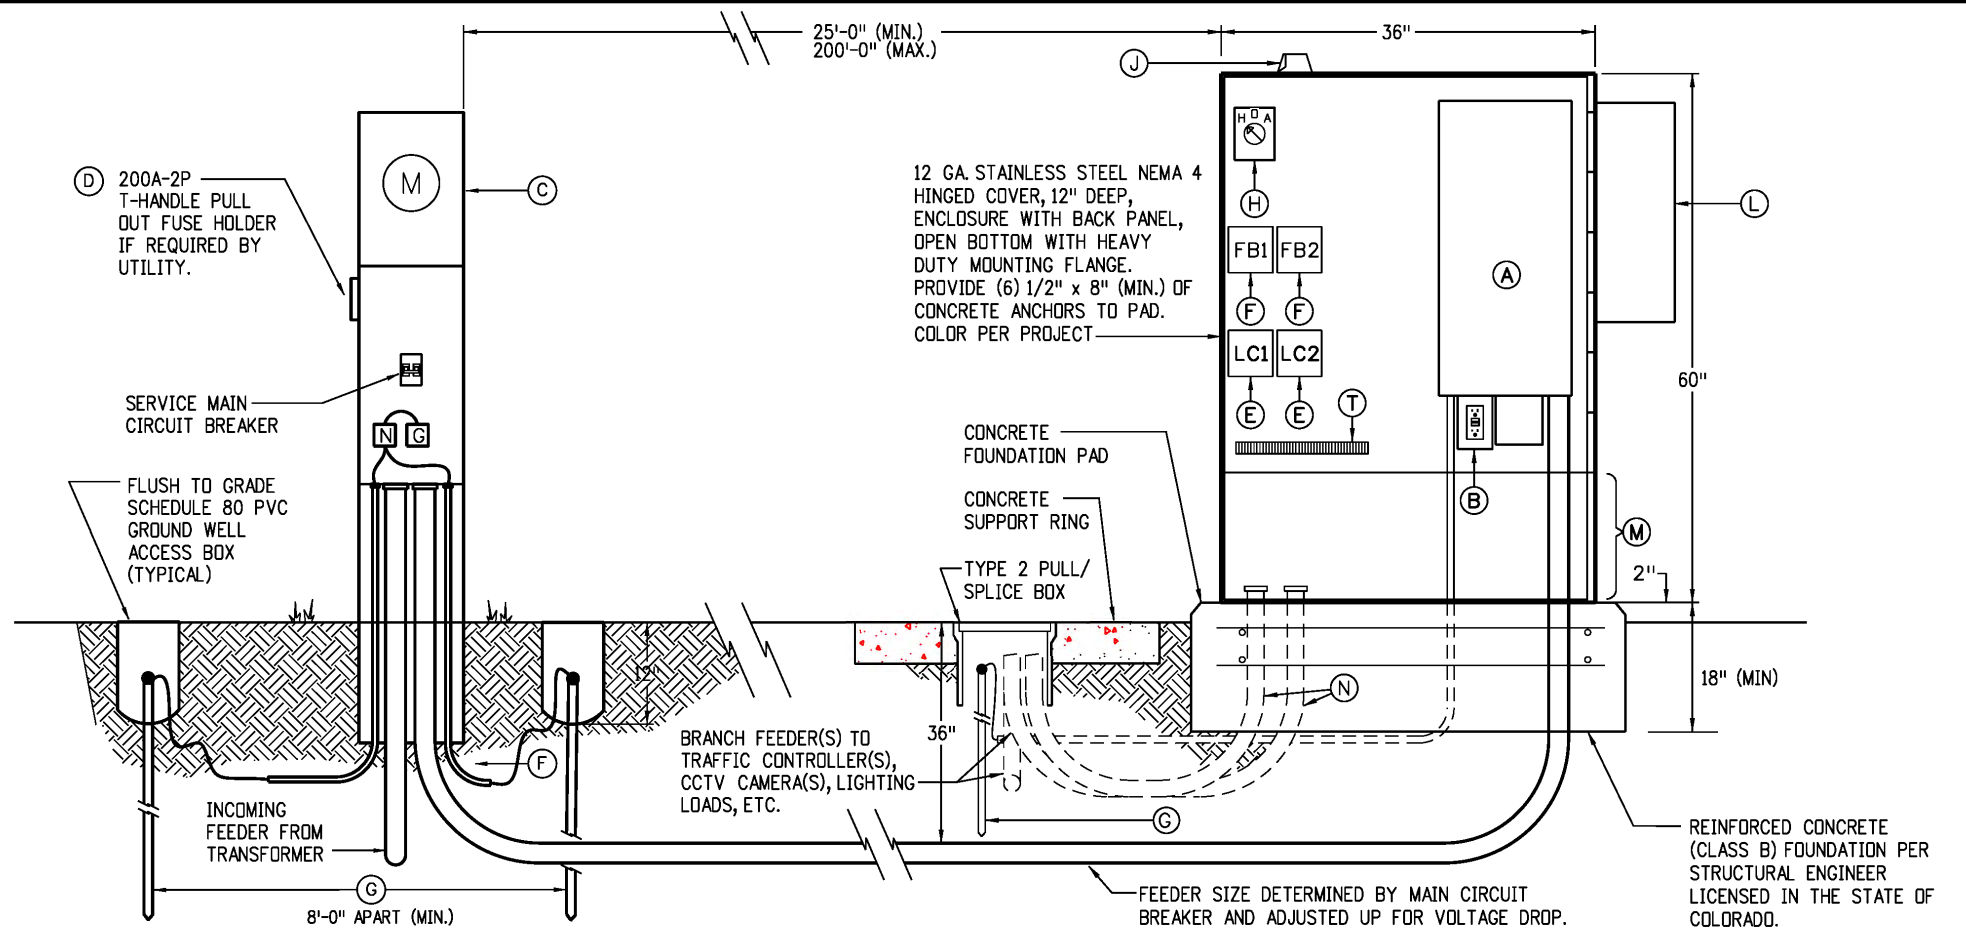 25'-0" (MIN.)
200'-0" (MAX.)
36"
J
D
200A-2P
T-HANDLE PULL
OUT FUSE HOLDER
IF REQUIRED BY
UTILITY.
M
C
12 GA. STAINLESS STEEL NEMA 4
HINGED COVER, 12" DEEP,
ENCLOSURE WITH BACK PANEL,
OPEN BOTTOM WITH HEAVY
DUTY MOUNTING FLANGE.
PROVIDE (6) 1/2" x 8" (MIN.) OF
CONCRETE ANCHORS TO PAD.
COLOR PER PROJECT
H O A
H
FB1 FB2
F F
LC1 LC2
E E
T
A
B
L
60"
M
2"
18" (MIN)
SERVICE MAIN
CIRCUIT BREAKER
N G
FLUSH TO GRADE
SCHEDULE 80 PVC
GROUND WELL
ACCESS BOX
(TYPICAL)
CONCRETE
FOUNDATION PAD
CONCRETE
SUPPORT RING
TYPE 2 PULL/
SPLICE BOX
12"
36"
N
F
BRANCH FEEDER(S) TO
TRAFFIC CONTROLLER(S),
CCTV CAMERA(S), LIGHTING
LOADS, ETC.
G
INCOMING
FEEDER FROM
TRANSFORMER
G
8'-0" APART (MIN.)
FEEDER SIZE DETERMINED BY MAIN CIRCUIT
BREAKER AND ADJUSTED UP FOR VOLTAGE DROP.
REINFORCED CONCRETE
(CLASS B) FOUNDATION PER
STRUCTURAL ENGINEER
LICENSED IN THE STATE OF
COLORADO.